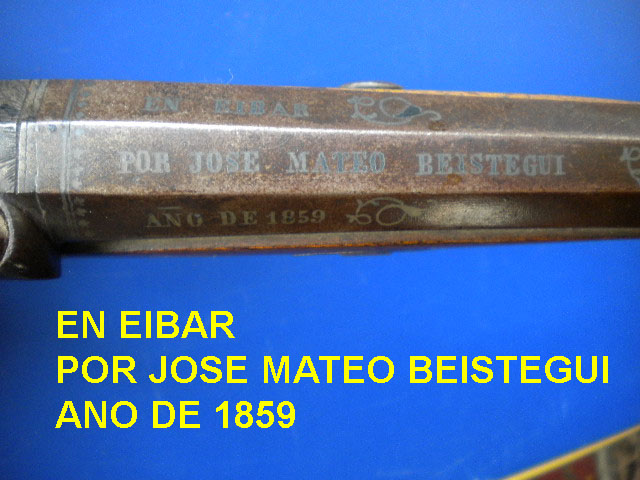 EN EIBAR
POR JOSE MATEO BEISTEGUI
AÑO DE 1859
EN EIBAR
POR JOSE MATEO BEISTEGUI
ANO DE 1859